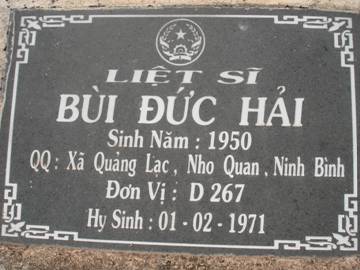 LIỆT SĨ
BÙI ĐỨC HẢI
Sinh Năm : 1950
QQ : Xã Quảng Lạc , Nho Quan , Ninh Bình
Đơn Vị : D 267
Hy Sinh : 01 - 02 - 1971